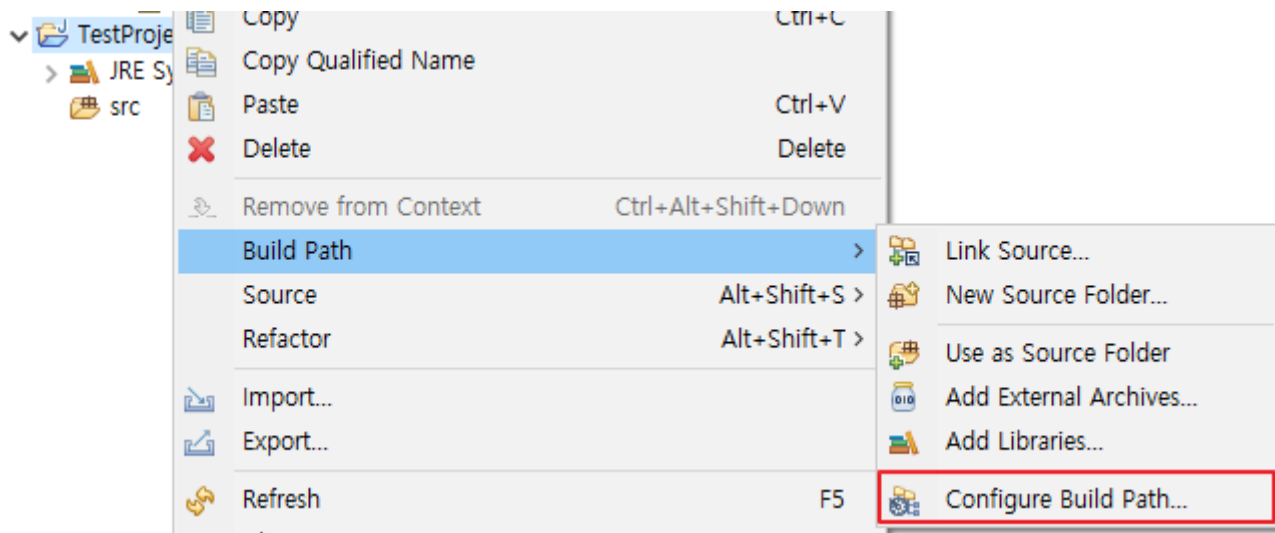 Copy Ctrl+C
TestProje
Copy Qualified Name
JRE Sy
src
Paste Ctrl+V
Delete Delete
Remove from Context Ctrl+Alt+Shift+Down
Build Path
Source Alt+Shift+S
Refactor Alt+Shift+T
Import...
Export...
Refresh F5
Link Source...
New Source Folder...
Use as Source Folder
Add External Archives...
Add Libraries...
Configure Build Path...